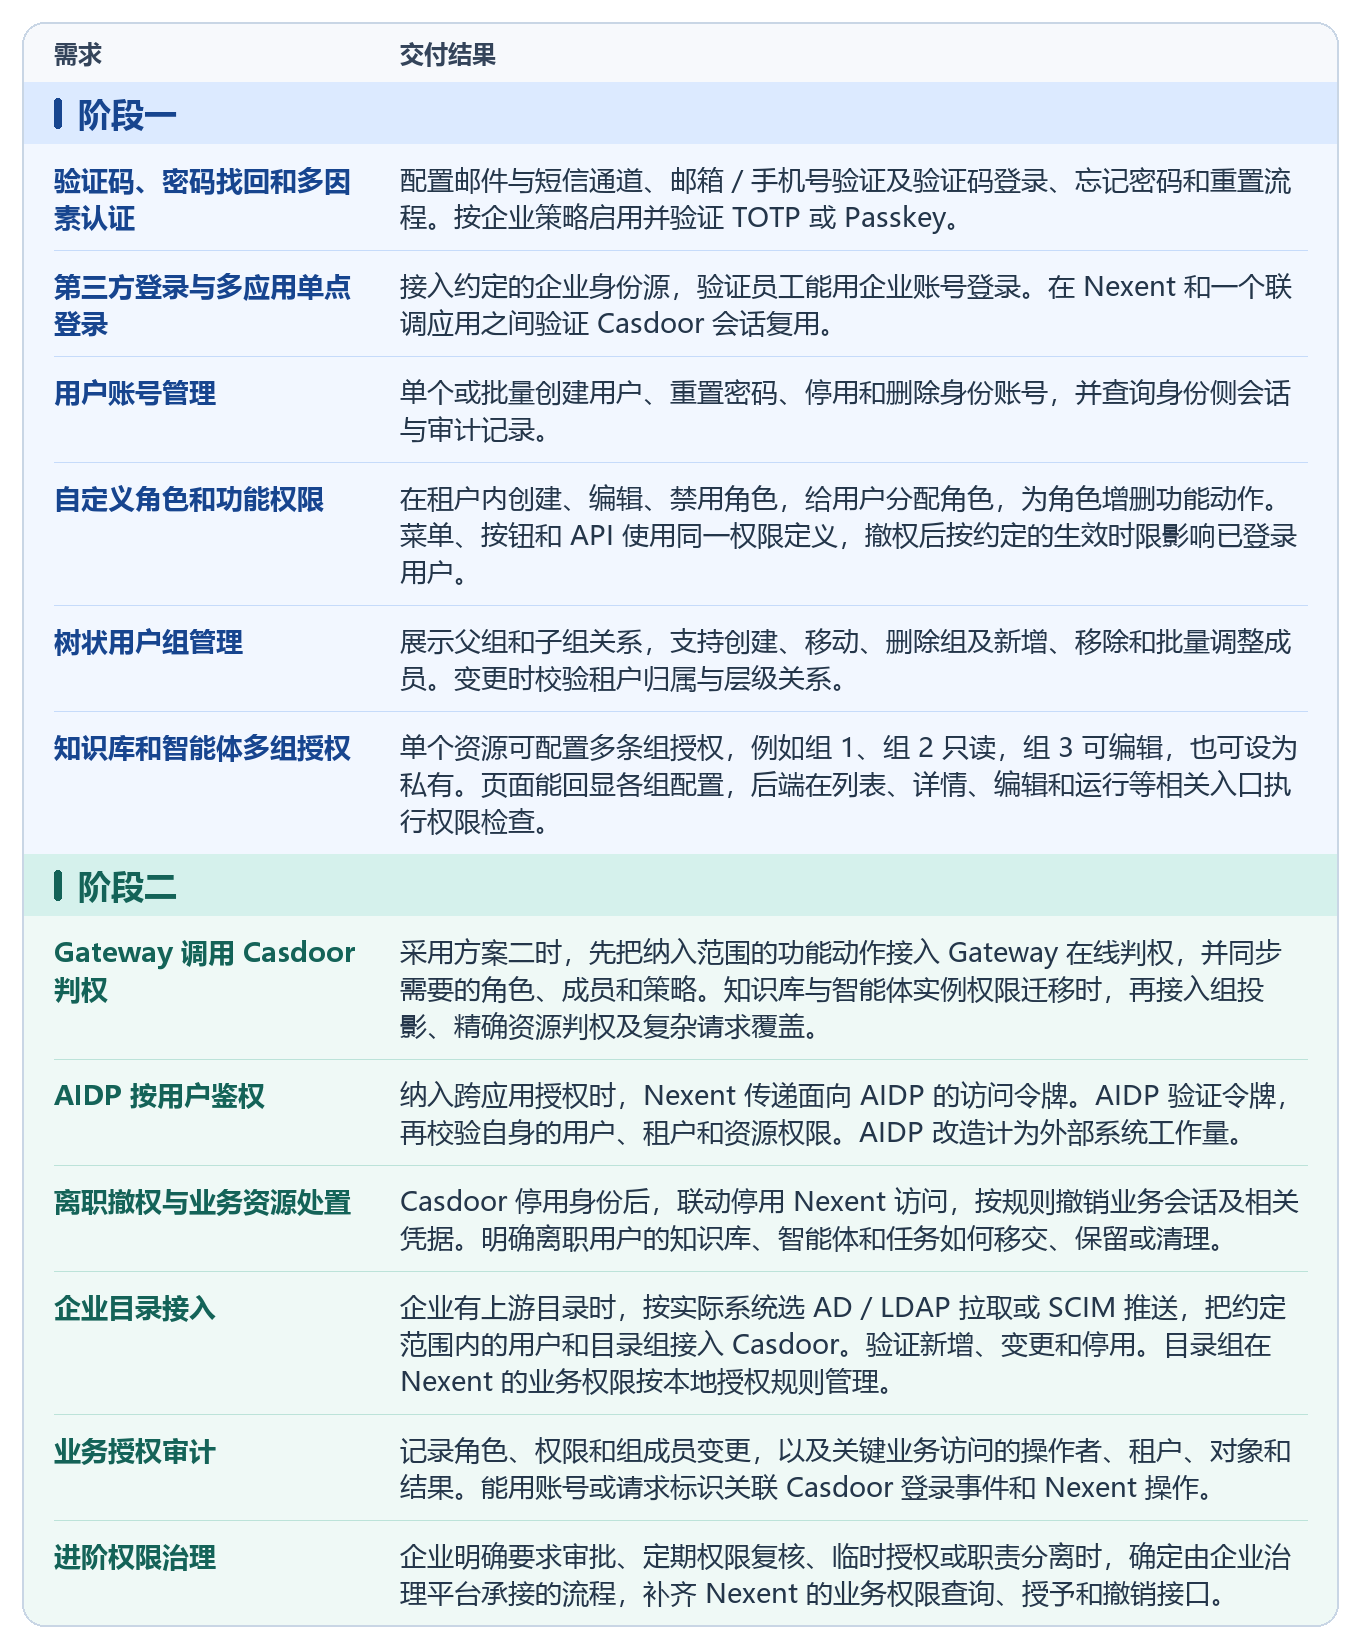 需求
交付结果
阶段一
验证码、密码找回和多因
素认证
配置邮件与短信通道、邮箱 / 手机号验证及验证码登录、忘记密码和重置流
程。按企业策略启用并验证 TOTP 或 Passkey。
第三方登录与多应用单点
登录
接入约定的企业身份源，验证员工能用企业账号登录。在 Nexent 和一个联
调应用之间验证 Casdoor 会话复用。
用户账号管理
单个或批量创建用户、重置密码、停用和删除身份账号，并查询身份侧会话
与审计记录。
自定义角色和功能权限
在租户内创建、编辑、禁用角色，给用户分配角色，为角色增删功能动作。
菜单、按钮和 API 使用同一权限定义，撤权后按约定的生效时限影响已登录
用户。
树状用户组管理
展示父组和子组关系，支持创建、移动、删除组及新增、移除和批量调整成
员。变更时校验租户归属与层级关系。
知识库和智能体多组授权
单个资源可配置多条组授权，例如组 1、组 2 只读，组 3 可编辑，也可设为
私有。页面能回显各组配置，后端在列表、详情、编辑和运行等相关入口执
行权限检查。
阶段二
Gateway 调用 Casdoor
判权
采用方案二时，先把纳入范围的功能动作接入 Gateway 在线判权，并同步
需要的角色、成员和策略。知识库与智能体实例权限迁移时，再接入组投
影、精确资源判权及复杂请求覆盖。
AIDP 按用户鉴权
纳入跨应用授权时，Nexent 传递面向 AIDP 的访问令牌。AIDP 验证令牌，
再校验自身的用户、租户和资源权限。AIDP 改造计为外部系统工作量。
离职撤权与业务资源处置
Casdoor 停用身份后，联动停用 Nexent 访问，按规则撤销业务会话及相关
凭据。明确离职用户的知识库、智能体和任务如何移交、保留或清理。
企业目录接入
企业有上游目录时，按实际系统选 AD / LDAP 拉取或 SCIM 推送，把约定
范围内的用户和目录组接入 Casdoor。验证新增、变更和停用。目录组在
Nexent 的业务权限按本地授权规则管理。
业务授权审计
记录角色、权限和组成员变更，以及关键业务访问的操作者、租户、对象和
结果。能用账号或请求标识关联 Casdoor 登录事件和 Nexent 操作。
进阶权限治理
企业明确要求审批、定期权限复核、临时授权或职责分离时，确定由企业治
理平台承接的流程，补齐 Nexent 的业务权限查询、授予和撤销接口。